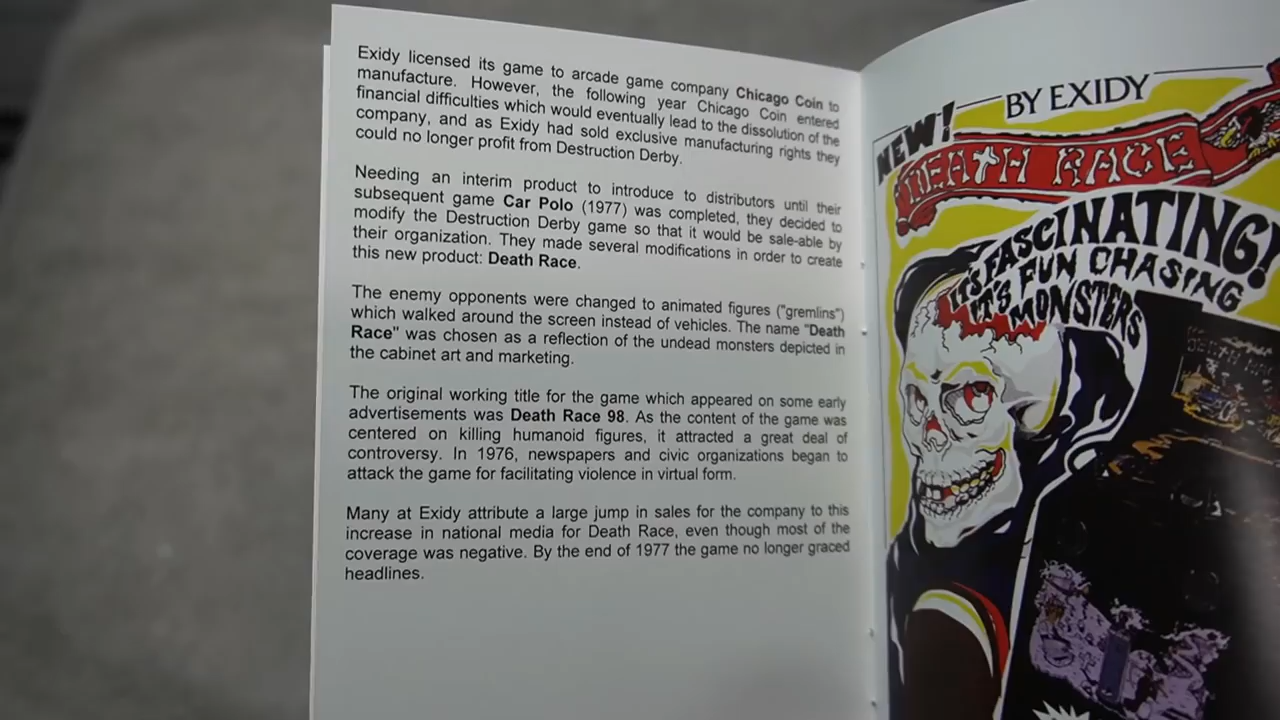 Exidy licensed its game to arcade game company Chicago Coin to
manufacture. However, the following year Chicago Coin entered
financial difficulties which would eventually lead to the dissolution of the
company, and as Exidy had sold exclusive manufacturing rights they
could no longer profit from Destruction Derby.
Needing an interim product to introduce to distributors until their
subsequent game Car Polo (1977) was completed, they decided to
modify the Destruction Derby game so that it would be sale-able by
their organization. They made several modifications in order to create
this new product: Death Race.
The enemy opponents were changed to animated figures ("gremlins")
which walked around the screen instead of vehicles. The name "Death
Race" was chosen as a reflection of the undead monsters depicted in
the cabinet art and marketing.
The original working title for the game which appeared on some early
advertisements was Death Race 98. As the content of the game was
centered on killing humanoid figures, it attracted a great deal of
controversy. In 1976, newspapers and civic organizations began to
attack the game for facilitating violence in virtual form.
Many at Exidy attribute a large jump in sales for the company to this
increase in national media for Death Race, even though most of the
coverage was negative. By the end of 1977 the game no longer graced
headlines.
NEW! BY EXIDY
DEATH RACE
IT'S FASCINATING!
IT'S FUN CHASING
MONSTERS
DEATH RACE